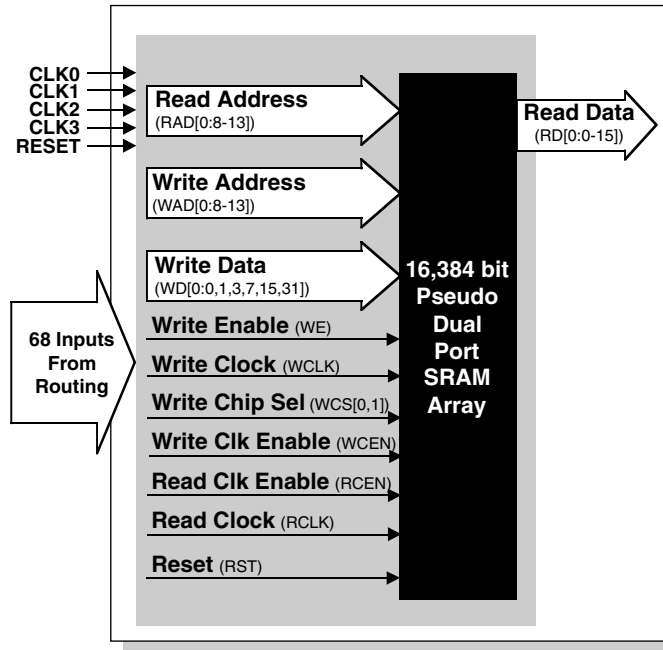 CLK0
CLK1
CLK2
CLK3
RESET
Read Address
(RAD[0:8-13])
Write Address
(WAD[0:8-13])
Write Data
(WD[0:0,1,3,7,15,31])
68 Inputs
From
Routing
Write Enable (WE)
Write Clock (WCLK)
Write Chip Sel (WCS[0,1])
Write Clk Enable (WCEN)
Read Clk Enable (RCEN)
Read Clock (RCLK)
Reset (RST)
16,384 bit
Pseudo
Dual
Port
SRAM
Array
Read Data
(RD[0:0-15])